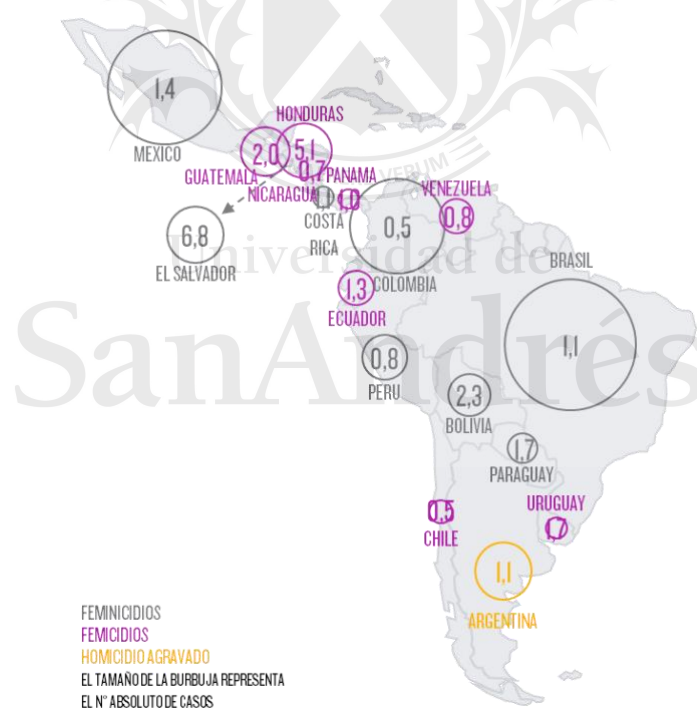 1,4
MEXICO
HONDURAS
2,0
5,1
0,7
GUATEMALA
PANAMA
NICARAGUA
1,0
COSTA
RICA
VERUM
VENEZUELA
0,8
6,8
EL SALVADOR
0,5
COLOMBIA
Universidad de
SanAndrés
BRASIL
1,1
1,3
ECUADOR
0,8
PERU
2,3
BOLIVIA
1,7
PARAGUAY
URUGUAY
1,7
0,5
CHILE
1,1
ARGENTINA
FEMINICIDIOS
FEMICIDIOS
HOMICIDIO AGRAVADO
EL TAMAÑO DE LA BURBUJA REPRESENTA
EL N° ABSOLUTO DE CASOS